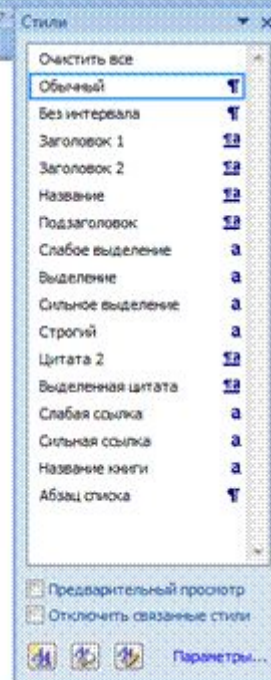 Стили
Очистить все
Обычный ¶
Без интервала ¶
Заголовок 1 ¶a
Заголовок 2 ¶a
Название ¶a
Подзаголовок ¶a
Слабое выделение a
Выделение a
Сильное выделение a
Строгий a
Цитата 2 ¶a
Выделенная цитата ¶a
Слабая ссылка a
Сильная ссылка a
Название книги a
Абзац списка ¶
Предварительный просмотр
Отключить связанные стили
Параметры...